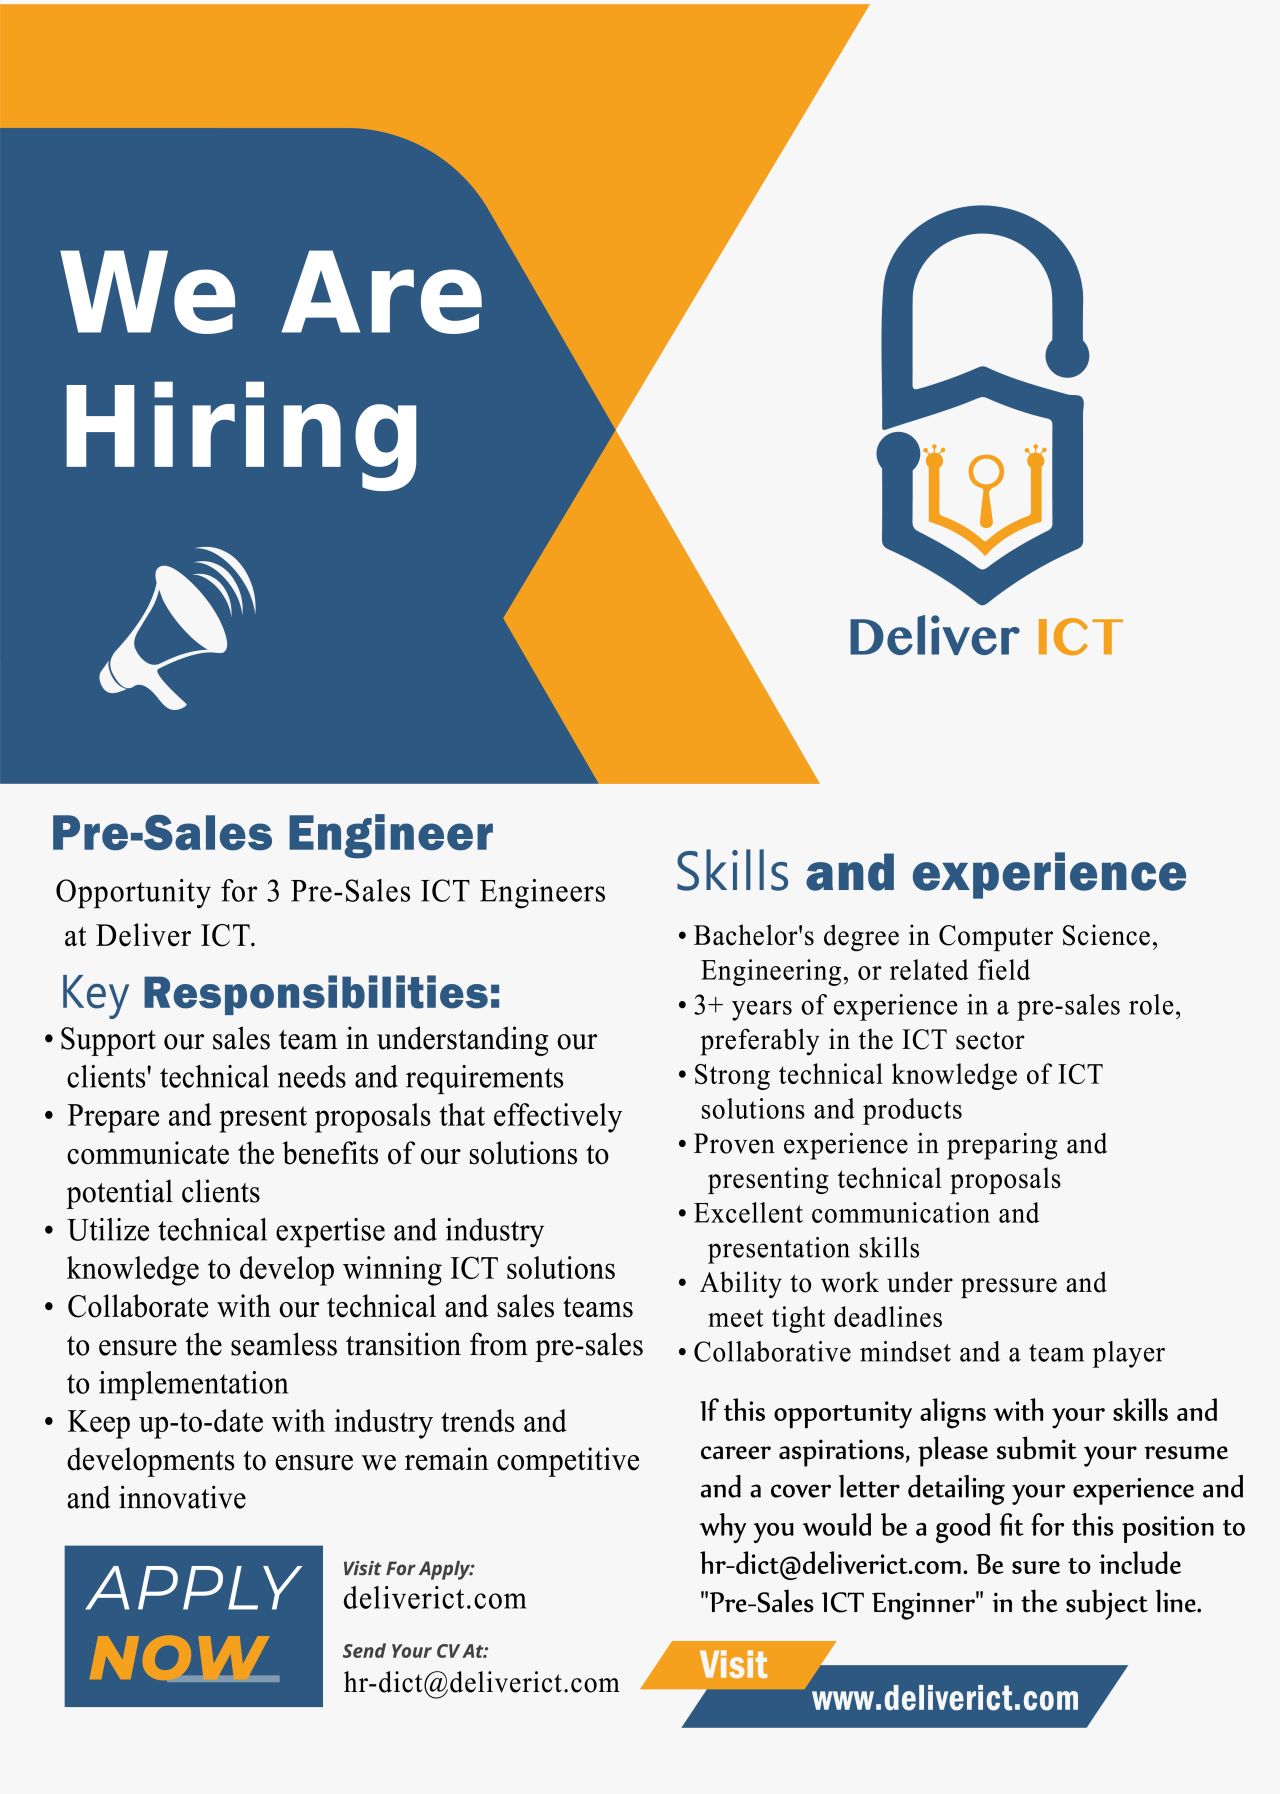 We Are
Hiring
Deliver ICT
Pre-Sales Engineer
Opportunity for 3 Pre-Sales ICT Engineers
at Deliver ICT.
Key Responsibilities:
• Support our sales team in understanding our
clients' technical needs and requirements
• Prepare and present proposals that effectively
communicate the benefits of our solutions to
potential clients
• Utilize technical expertise and industry
knowledge to develop winning ICT solutions
• Collaborate with our technical and sales teams
to ensure the seamless transition from pre-sales
to implementation
• Keep up-to-date with industry trends and
developments to ensure we remain competitive
and innovative
Skills and experience
• Bachelor's degree in Computer Science,
Engineering, or related field
• 3+ years of experience in a pre-sales role,
preferably in the ICT sector
• Strong technical knowledge of ICT
solutions and products
• Proven experience in preparing and
presenting technical proposals
• Excellent communication and
presentation skills
• Ability to work under pressure and
meet tight deadlines
• Collaborative mindset and a team player
If this opportunity aligns with your skills and
career aspirations, please submit your resume
and a cover letter detailing your experience and
why you would be a good fit for this position to
hr-dict@deliverict.com. Be sure to include
"Pre-Sales ICT Enginner" in the subject line.
APPLY
NOW
Visit For Apply:
deliverict.com
Send Your CV At:
hr-dict@deliverict.com
Visit
www.deliverict.com